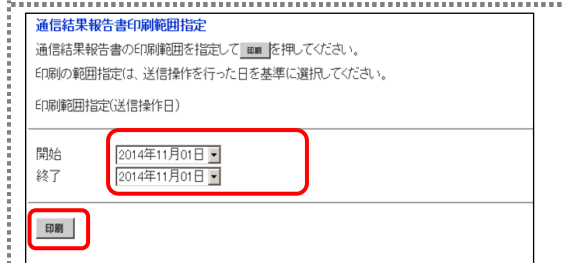 通信結果報告書印刷範囲指定
通信結果報告書の印刷範囲を指定して 印刷 を押してください。
印刷の範囲指定は、送信操作を行った日を基準に選択してください。
印刷範囲指定(送信操作日)
開始 2014年11月01日
終了 2014年11月01日
印刷